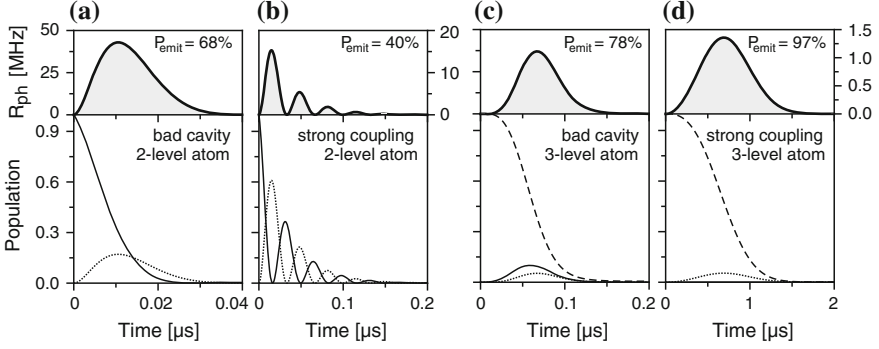 (a) (b) (c) (d)
50 20 1.5
P_emit = 68% P_emit = 40% P_emit = 78% P_emit = 97%
R_ph [MHz]
25 10 1.0
0.5
0 0 0.0
0.9
bad cavity strong coupling bad cavity strong coupling
2-level atom 2-level atom 3-level atom 3-level atom
0.6
Population
0.3
0.0
0 0.02 0.04 0 0.1 0.2 0 0.1 0.2 0 1 2
Time [µs] Time [µs] Time [µs] Time [µs]